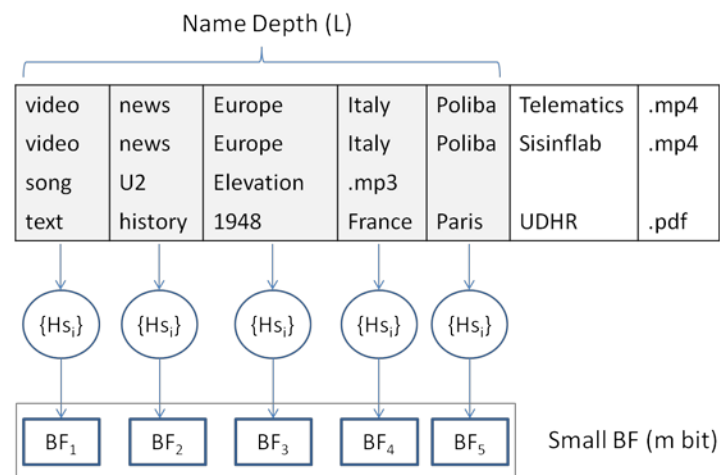 Name Depth (L)
video news Europe Italy Poliba Telematics .mp4
video news Europe Italy Poliba Sisinflab .mp4
song U2 Elevation .mp3
text history 1948 France Paris UDHR .pdf
{Hsᵢ} {Hsᵢ} {Hsᵢ} {Hsᵢ} {Hsᵢ}
BF₁ BF₂ BF₃ BF₄ BF₅ Small BF (m bit)